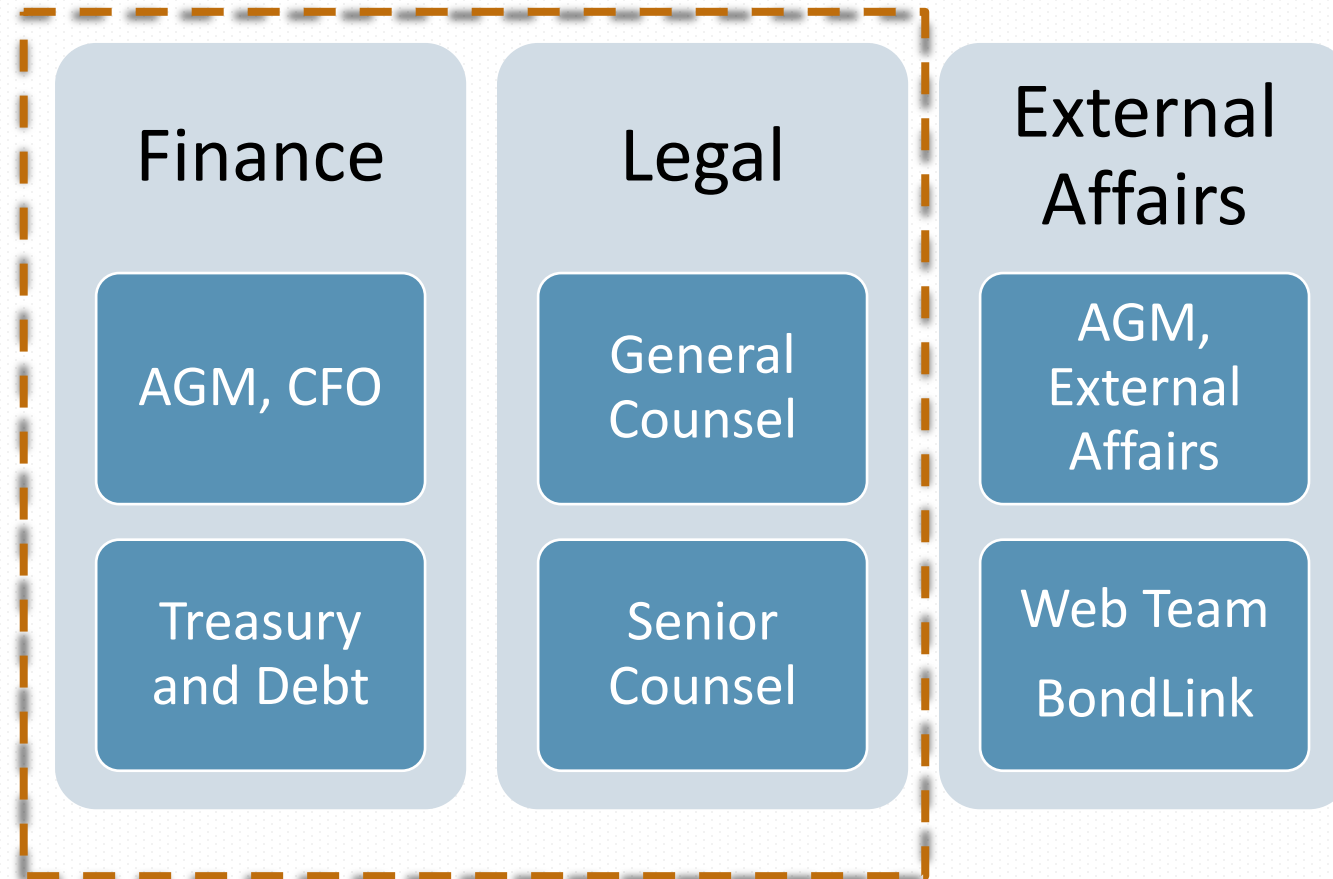 Finance
AGM, CFO
Treasury
and Debt
Legal
General
Counsel
Senior
Counsel
External
Affairs
AGM,
External
Affairs
Web Team
BondLink